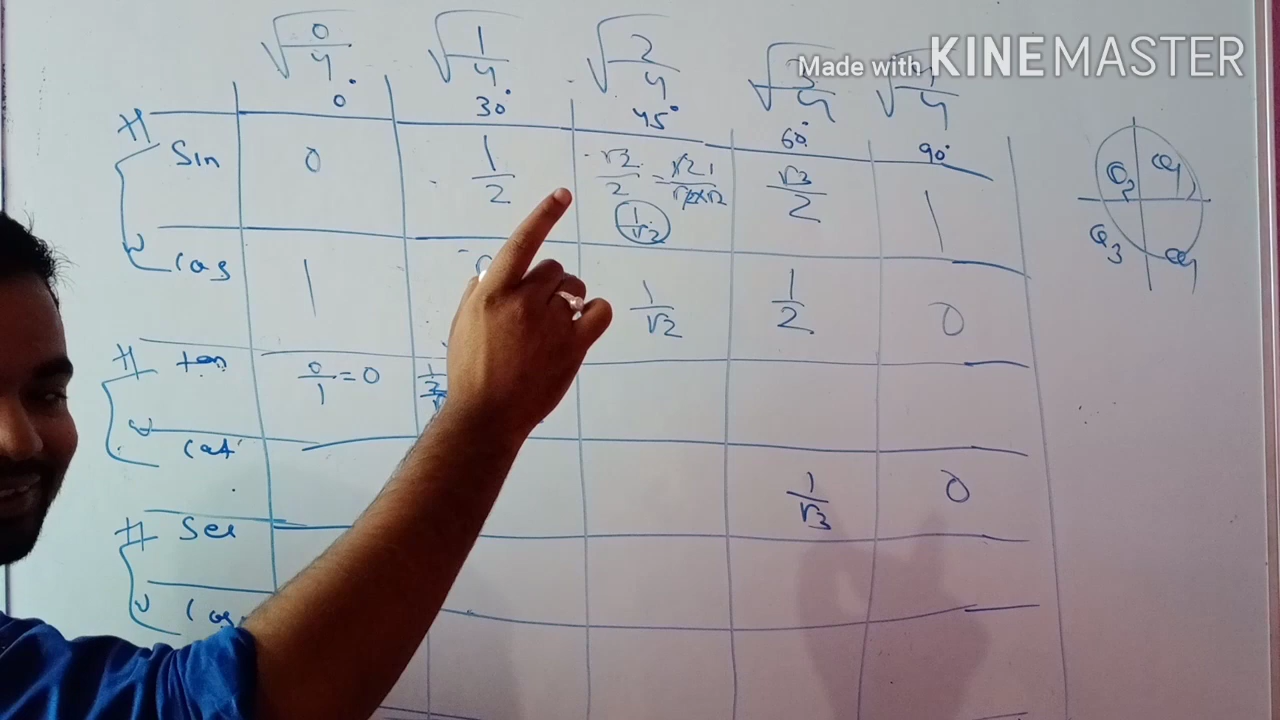 Made with KINEMASTER
√0/4 √1/4 √2/4 √3/4 √4/4
0° 30° 45° 60° 90°
Sin 0 1/2 √2/2 = √2 1/√2×√2 √3/2 1
1/√2
Q2 Q1
Q3 Q4
Cos 1 1/√2 1/2 0
tan 0/1 = 0
Cot 1/√3 0
Sec